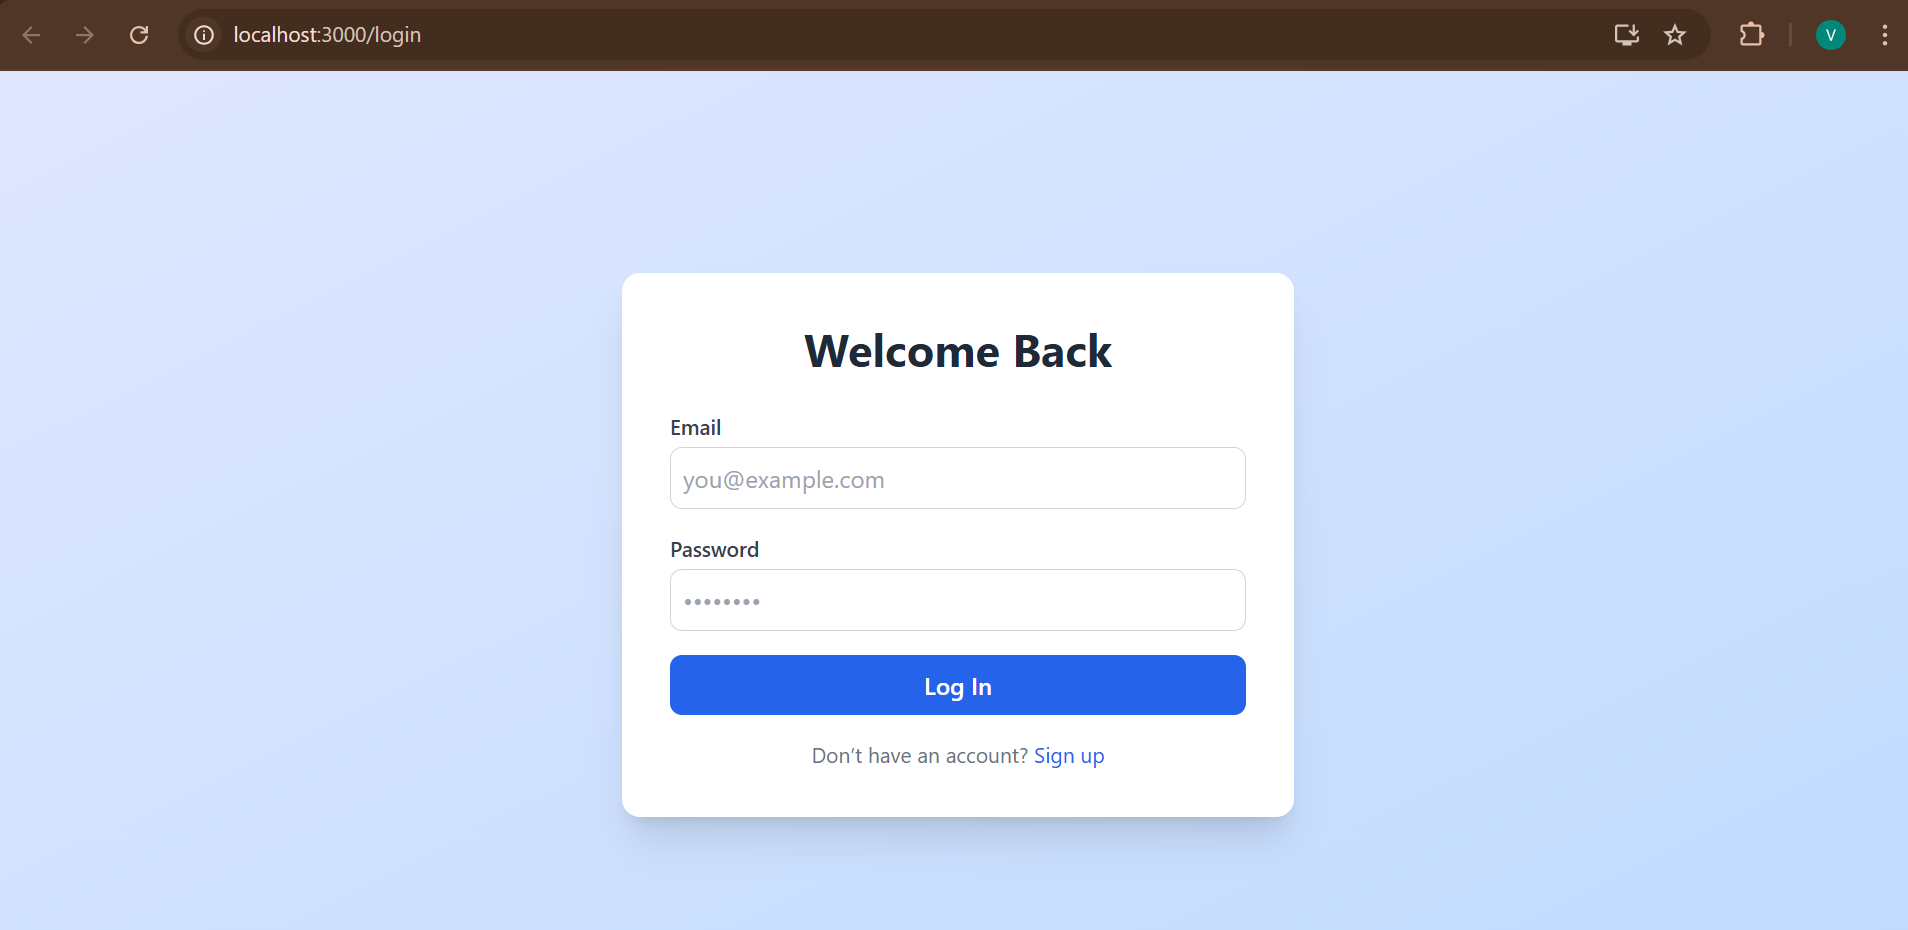 localhost:3000/login
V
Welcome Back
Email
you@example.com
Password
••••••••
Log In
Don’t have an account? Sign up